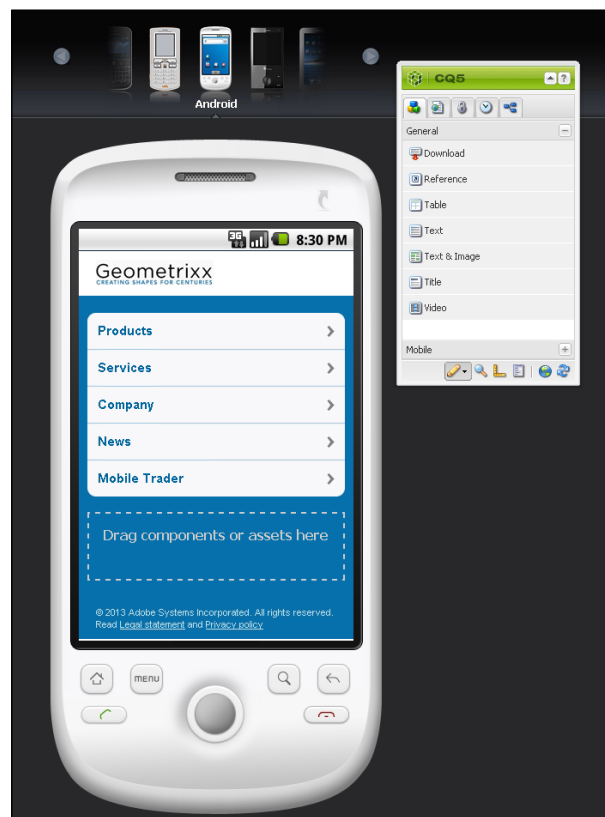 Android
CQ5
?
General
Download
Reference
Table
Text
Text & Image
Title
Video
Mobile
3G
8:30 PM
Geometrixx
CREATING SHAPES FOR CENTURIES
Products
Services
Company
News
Mobile Trader
Drag components or assets here
© 2013 Adobe Systems Incorporated. All rights reserved.
Read Legal statement and Privacy policy
MENU